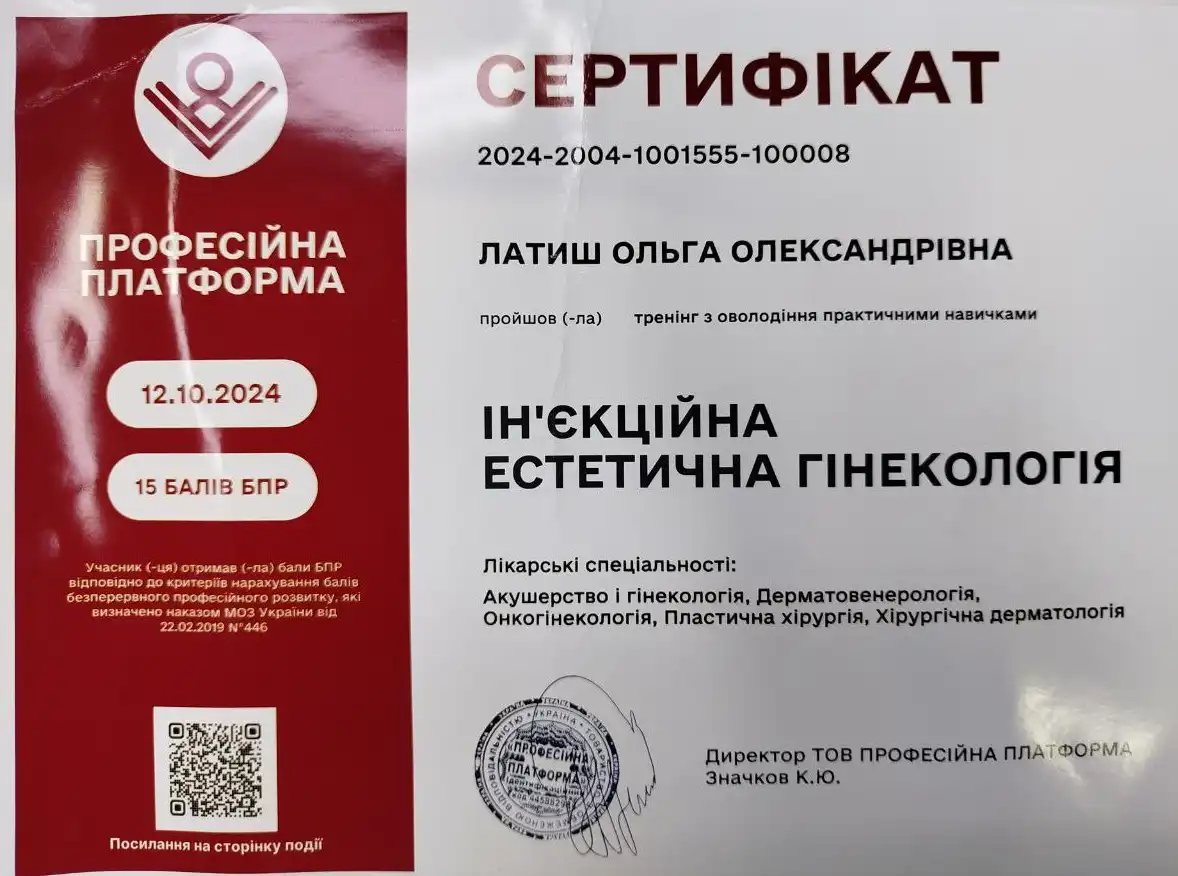 ПРОФЕСІЙНА
ПЛАТФОРМА
12.10.2024
15 БАЛІВ БПР
Учасник (-ця) отримав (-ла) бали БПР
відповідно до критеріїв нарахування балів
безперервного професійного розвитку, які
визначено наказом МОЗ України від
22.02.2019 №446
Посилання на сторінку події
СЕРТИФІКАТ
2024-2004-1001555-100008
ЛАТИШ ОЛЬГА ОЛЕКСАНДРІВНА
пройшов (-ла) тренінг з оволодіння практичними навичками
ІН'ЄКЦІЙНА
ЕСТЕТИЧНА ГІНЕКОЛОГІЯ
Лікарські спеціальності:
Акушерство і гінекологія, Дерматовенерологія,
Онкогінекологія, Пластична хірургія, Хірургічна дерматологія
ПРОФЕСІЙНА
ПЛАТФОРМА
Директор ТОВ ПРОФЕСІЙНА ПЛАТФОРМА
Значков К.Ю.